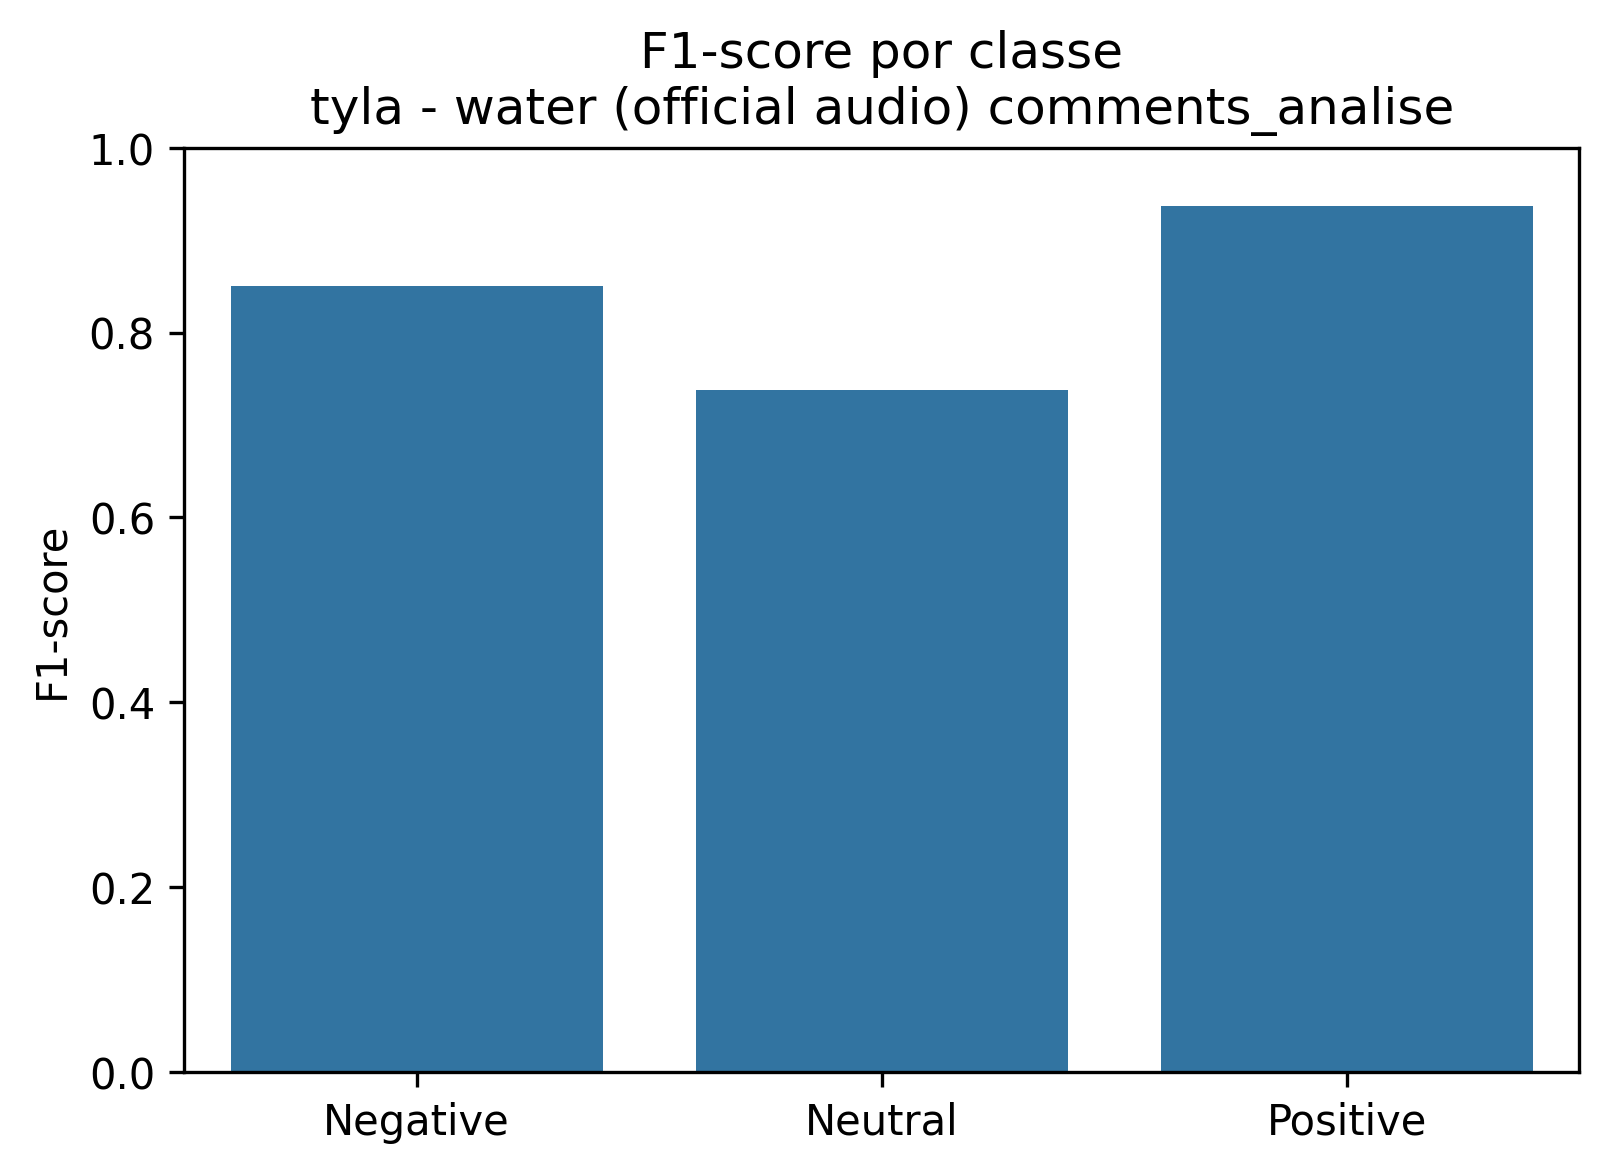 F1-score por classe
tyla - water (official audio) comments_analise
1.0
0.8
0.6
0.4
0.2
0.0
F1-score
Negative
Neutral
Positive